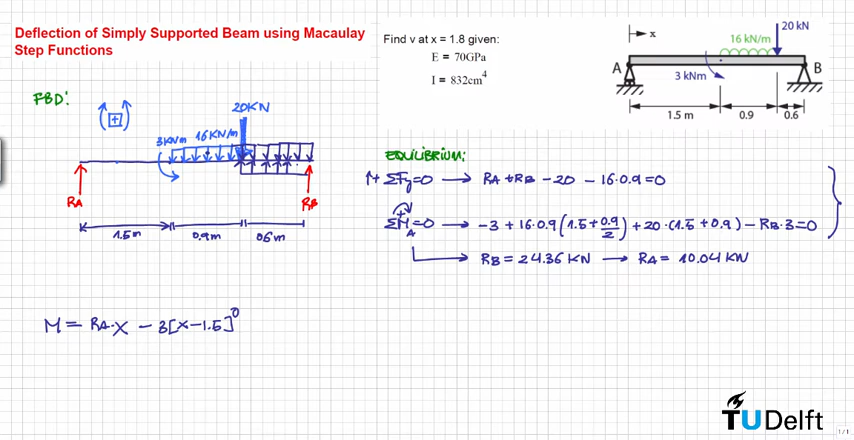 Deflection of Simply Supported Beam using Macaulay
Step Functions
Find v at x = 1.8 given:
E = 70GPa
I = 832cm⁴
x
20 kN
16 kN/m
A
B
3 kNm
1.5 m
0.9
0.6
FBD:
+
20KN
3KNm
16KN/m
RA
RB
1.5m
0.9m
0.6m
EQUILIBRIUM:
↑+ ΣFy=0 → RA+RB −20 − 16·0.9=0
ΣM_A=0 → −3 + 16·0.9(1.5+0.9/2) + 20·(1.5+0.9) − RB·3=0
RB = 24.36 KN → RA = 10.04 KN
M = RA·x − 3[x−1.5]⁰
TUDelft
1/1